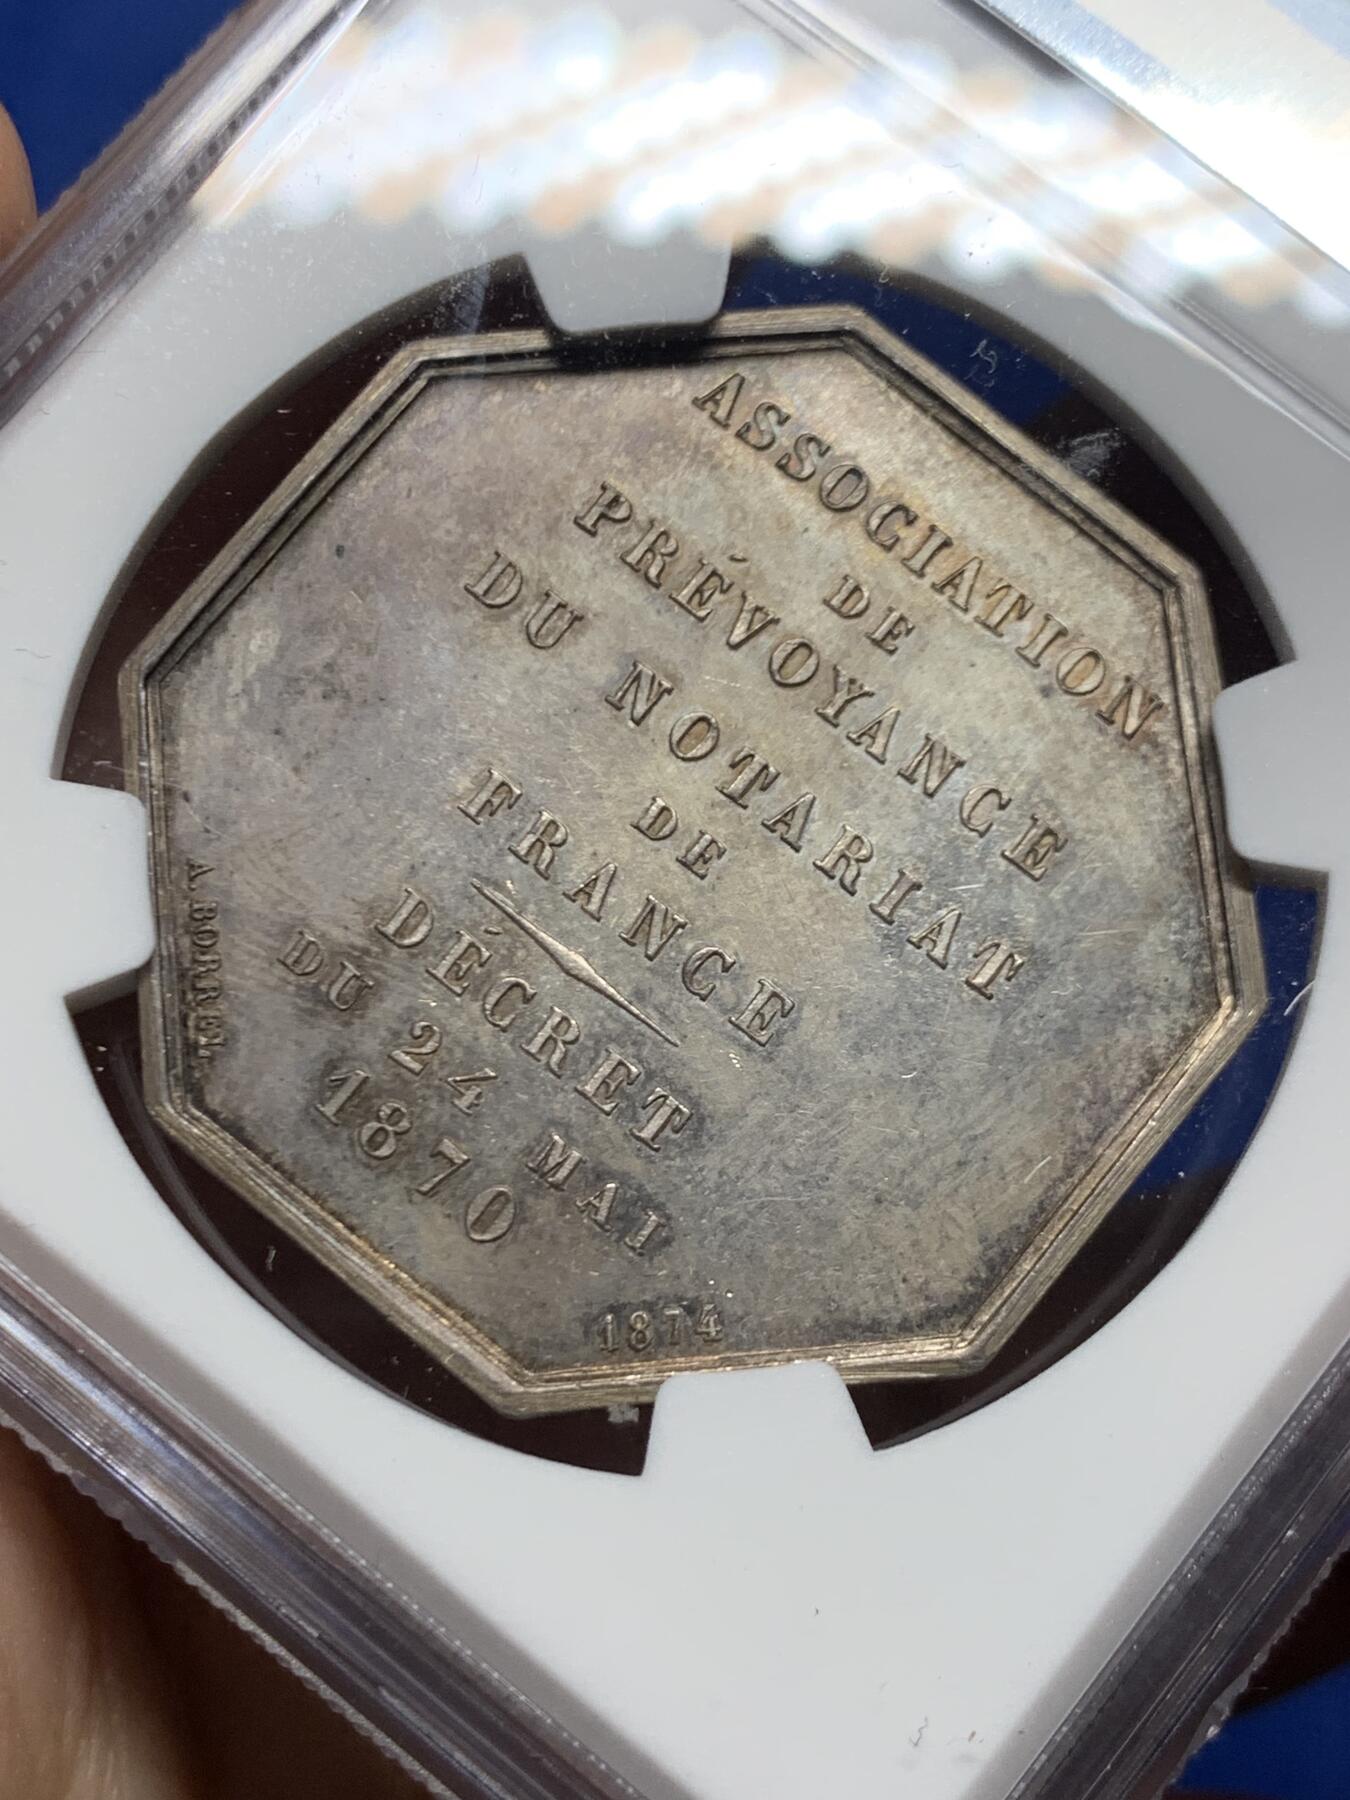 ASSOCIATION
DE
PRÉVOYANCE
DU NOTARIAT
DE
FRANCE
DÉCRET
DU 24 MAI
1870
A. BORREL
1874